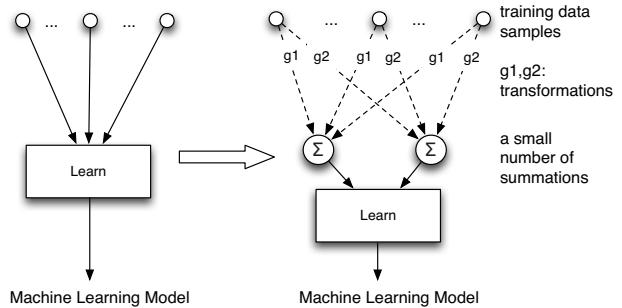 ... ...
... ...
training data
samples
g1 g2 g1 g2 g1 g2
g1,g2:
transformations
Σ Σ
a small
number of
summations
Learn
Learn
Machine Learning Model
Machine Learning Model